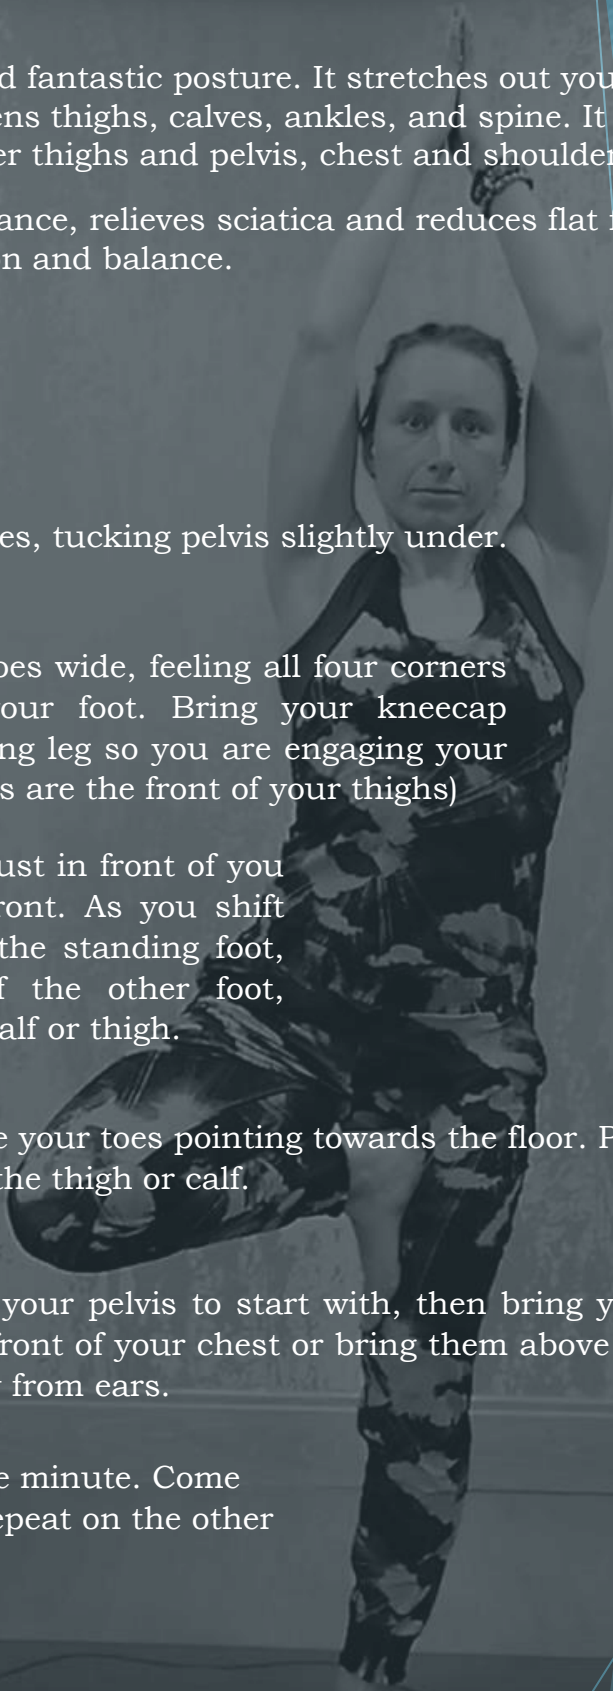 d fantastic posture. It stretches out you
ens thighs, calves, ankles, and spine. It
er thighs and pelvis, chest and shoulder
ance, relieves sciatica and reduces flat
on and balance.
es, tucking pelvis slightly under.
oes wide, feeling all four corners
our foot. Bring your kneecap
ng leg so you are engaging your
s are the front of your thighs)
ust in front of you
ront. As you shift
the standing foot,
f the other foot,
alf or thigh.
e your toes pointing towards the floor. P
the thigh or calf.
your pelvis to start with, then bring y
front of your chest or bring them above
from ears.
e minute. Come
epeat on the other